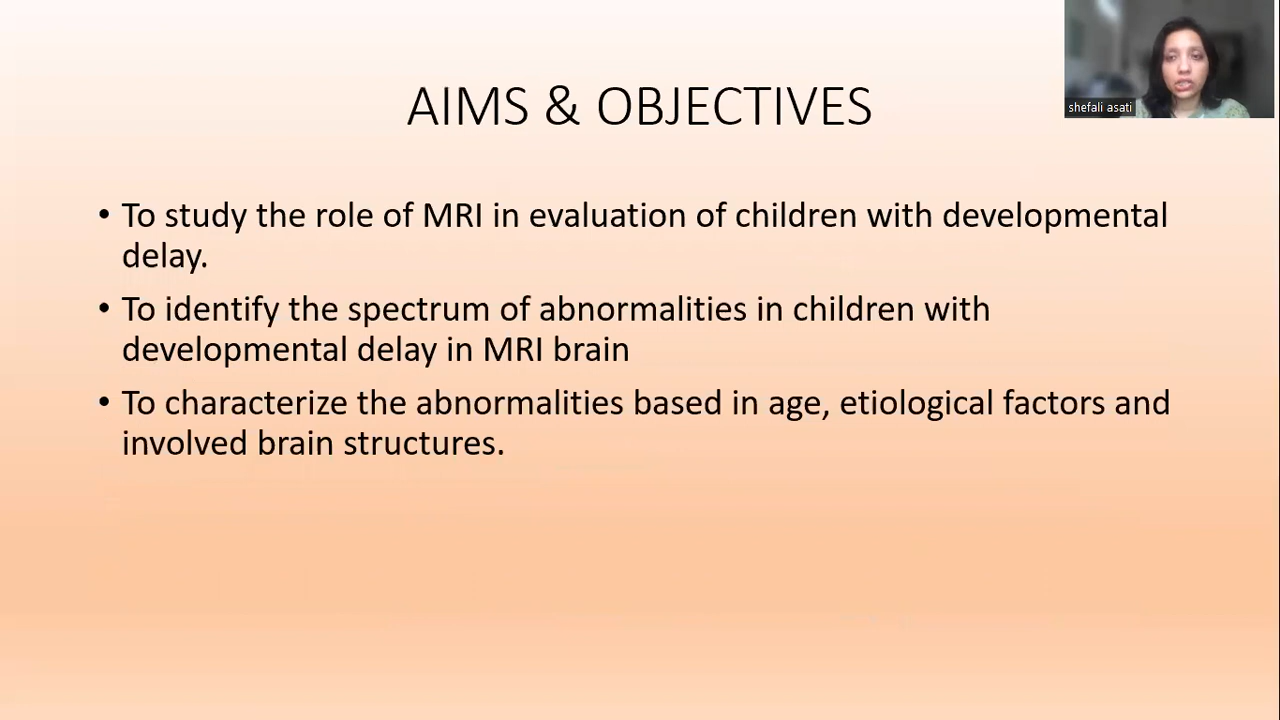 AIMS & OBJECTIVES
shefali asati
• To study the role of MRI in evaluation of children with developmental
delay.
• To identify the spectrum of abnormalities in children with
developmental delay in MRI brain
• To characterize the abnormalities based in age, etiological factors and
involved brain structures.